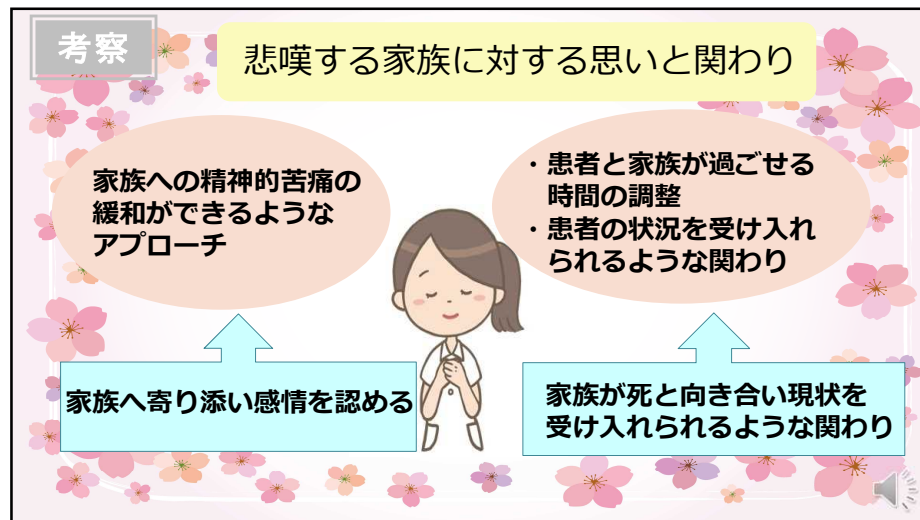 考察
悲嘆する家族に対する思いと関わり
家族への精神的苦痛の
緩和ができるような
アプローチ
・患者と家族が過ごせる
時間の調整
・患者の状況を受け入れ
られるような関わり
家族へ寄り添い感情を認める
家族が死と向き合い現状を
受け入れられるような関わり